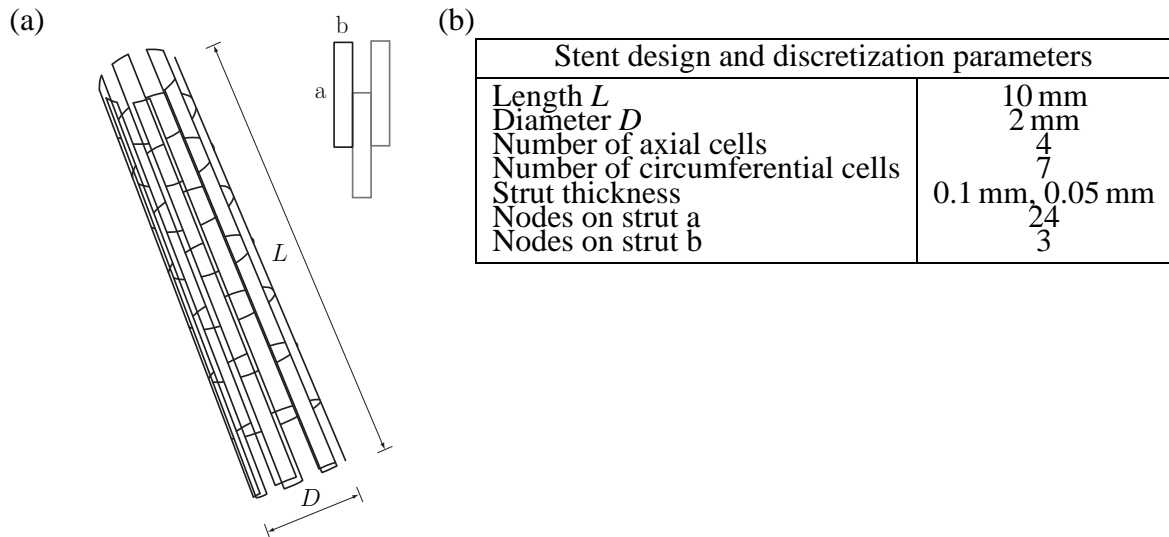 (a)
b
a
L
D
(b)
Stent design and discretization parameters
Length L 10 mm
Diameter D 2 mm
Number of axial cells 4
Number of circumferential cells 7
Strut thickness 0.1 mm, 0.05 mm
Nodes on strut a 24
Nodes on strut b 3